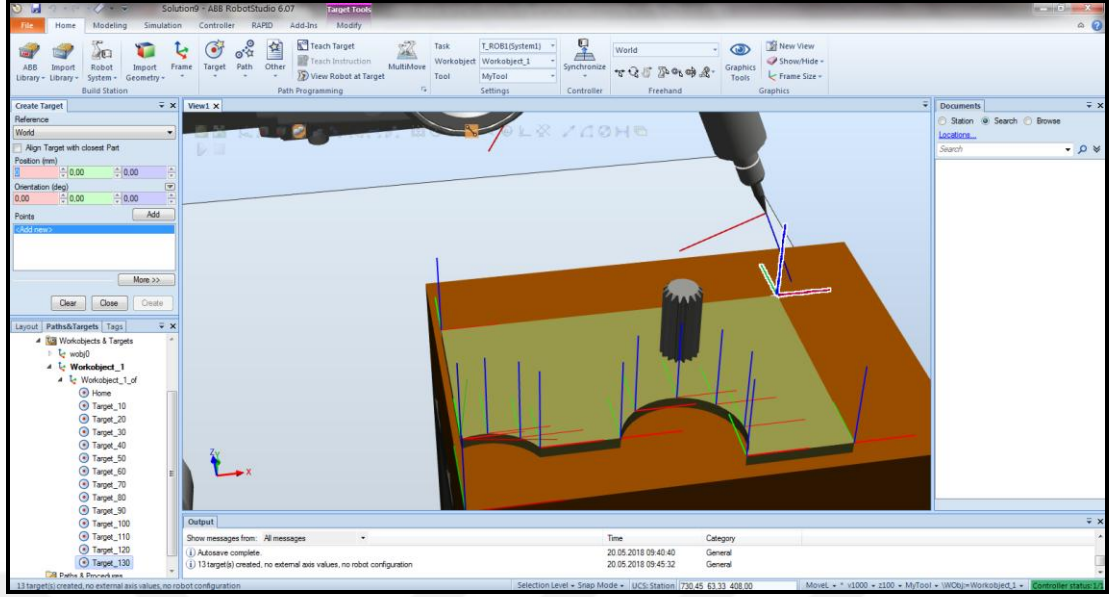 Solution9 - ABB RobotStudio 6.07
Target Tools
File Home Modeling Simulation Controller RAPID Add-Ins Modify
ABB Library Import Library Robot System Import Geometry Frame
Build Station
Target Path Other
Teach Target
Teach Instruction
View Robot at Target
MultiMove
Path Programming
Task T_ROB1(System1)
Workobject Workobject_1
Tool MyTool
Settings
Synchronize
Controller
World
Freehand
Graphics Tools
New View
Show/Hide
Frame Size
Graphics
Create Target
Reference
World
Align Target with closest Part
Position (mm)
0 0,00 0,00
Orientation (deg)
0,00 0,00 0,00
Points Add
<Add new>
More >>
Clear Close Create
Layout Paths&Targets Tags
Workobjects & Targets
wobj0
Workobject_1
Workobject_1_of
Home
Target_10
Target_20
Target_30
Target_40
Target_50
Target_60
Target_70
Target_80
Target_90
Target_100
Target_110
Target_120
Target_130
Paths & Procedures
View1
Z Y X
Documents
Station Search Browse
Locations...
Search
Output
Show messages from: All messages Time Category
Autosave complete. 20.05.2018 09:40:40 General
13 target(s) created, no external axis values, no robot configuration 20.05.2018 09:45:32 General
13 target(s) created, no external axis values, no robot configuration Selection Level Snap Mode UCS: Station 730,45 63,33 408,00 MoveL * v1000 z100 MyTool \WObj:=Workobject_1 Controller status: 1/1